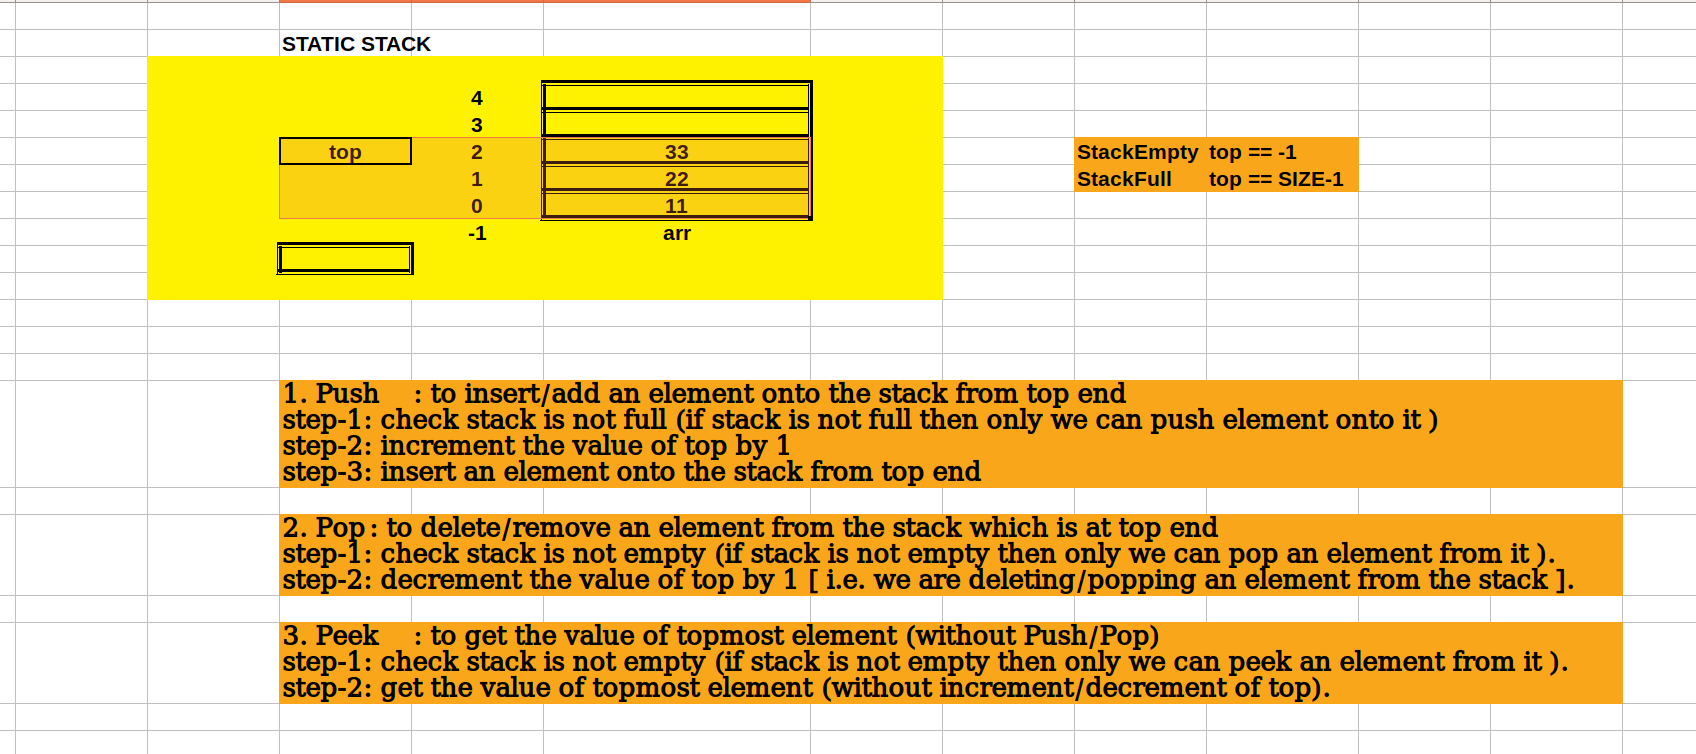 STATIC STACK
4
3
top 2 33
1 22
0 11
-1 arr
StackEmpty top == -1
StackFull top == SIZE-1
1. Push : to insert/add an element onto the stack from top end
step-1: check stack is not full (if stack is not full then only we can push element onto it )
step-2: increment the value of top by 1
step-3: insert an element onto the stack from top end
2. Pop : to delete/remove an element from the stack which is at top end
step-1: check stack is not empty (if stack is not empty then only we can pop an element from it ).
step-2: decrement the value of top by 1 [ i.e. we are deleting/popping an element from the stack ].
3. Peek : to get the value of topmost element (without Push/Pop)
step-1: check stack is not empty (if stack is not empty then only we can peek an element from it ).
step-2: get the value of topmost element (without increment/decrement of top).